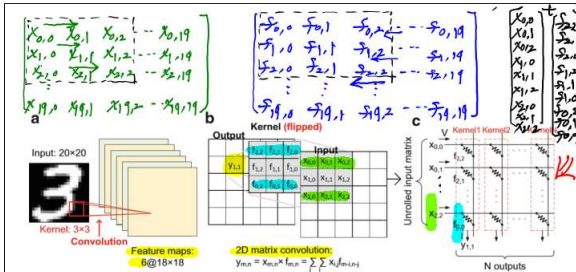 x0,0 x0,1 x0,2 ... x0,19
x1,0 x1,1 x1,2 ... x1,19
x2,0 x2,1 x2,2 ... x2,19
x19,0 x19,1 x19,2 ... x19,19
f0,0 f0,1 f0,2 ... f0,19
f1,0 f1,1 f1,2 ... f1,19
f2,0 f2,1 f2,2 ... f2,19
f19,0 f19,1 f19,2 ... f19,19
x0,0
x0,1
x0,2
x1,0
x1,1
x1,2
x2,0
x2,1
x2,2
a
Input: 20×20
Kernel: 3×3
Convolution
Feature maps:
6@18×18
b
Kernel (flipped)
Output
Input
y1,1
f2,2 f2,1 f2,0
f1,2 f1,1 f1,0
f0,2 f0,1 f0,0
x0,0 x0,1 x0,2
x1,0 x1,1 x1,2
x2,0 x2,1 x2,2
2D matrix convolution:
ym,n = xm,n* fm,n = ∑ ∑ xi,jfm-i,n-j
c
V Kernel1 Kernel2
Unrolled input matrix
x0,0
f2,2
x0,1
f2,1
x2,2
f0,0
y1,1
N outputs